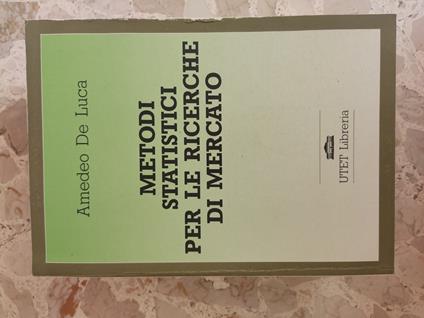 Amedeo De Luca
METODI
STATISTICI
PER LE RICERCHE
DI MERCATO
UTET Libreria